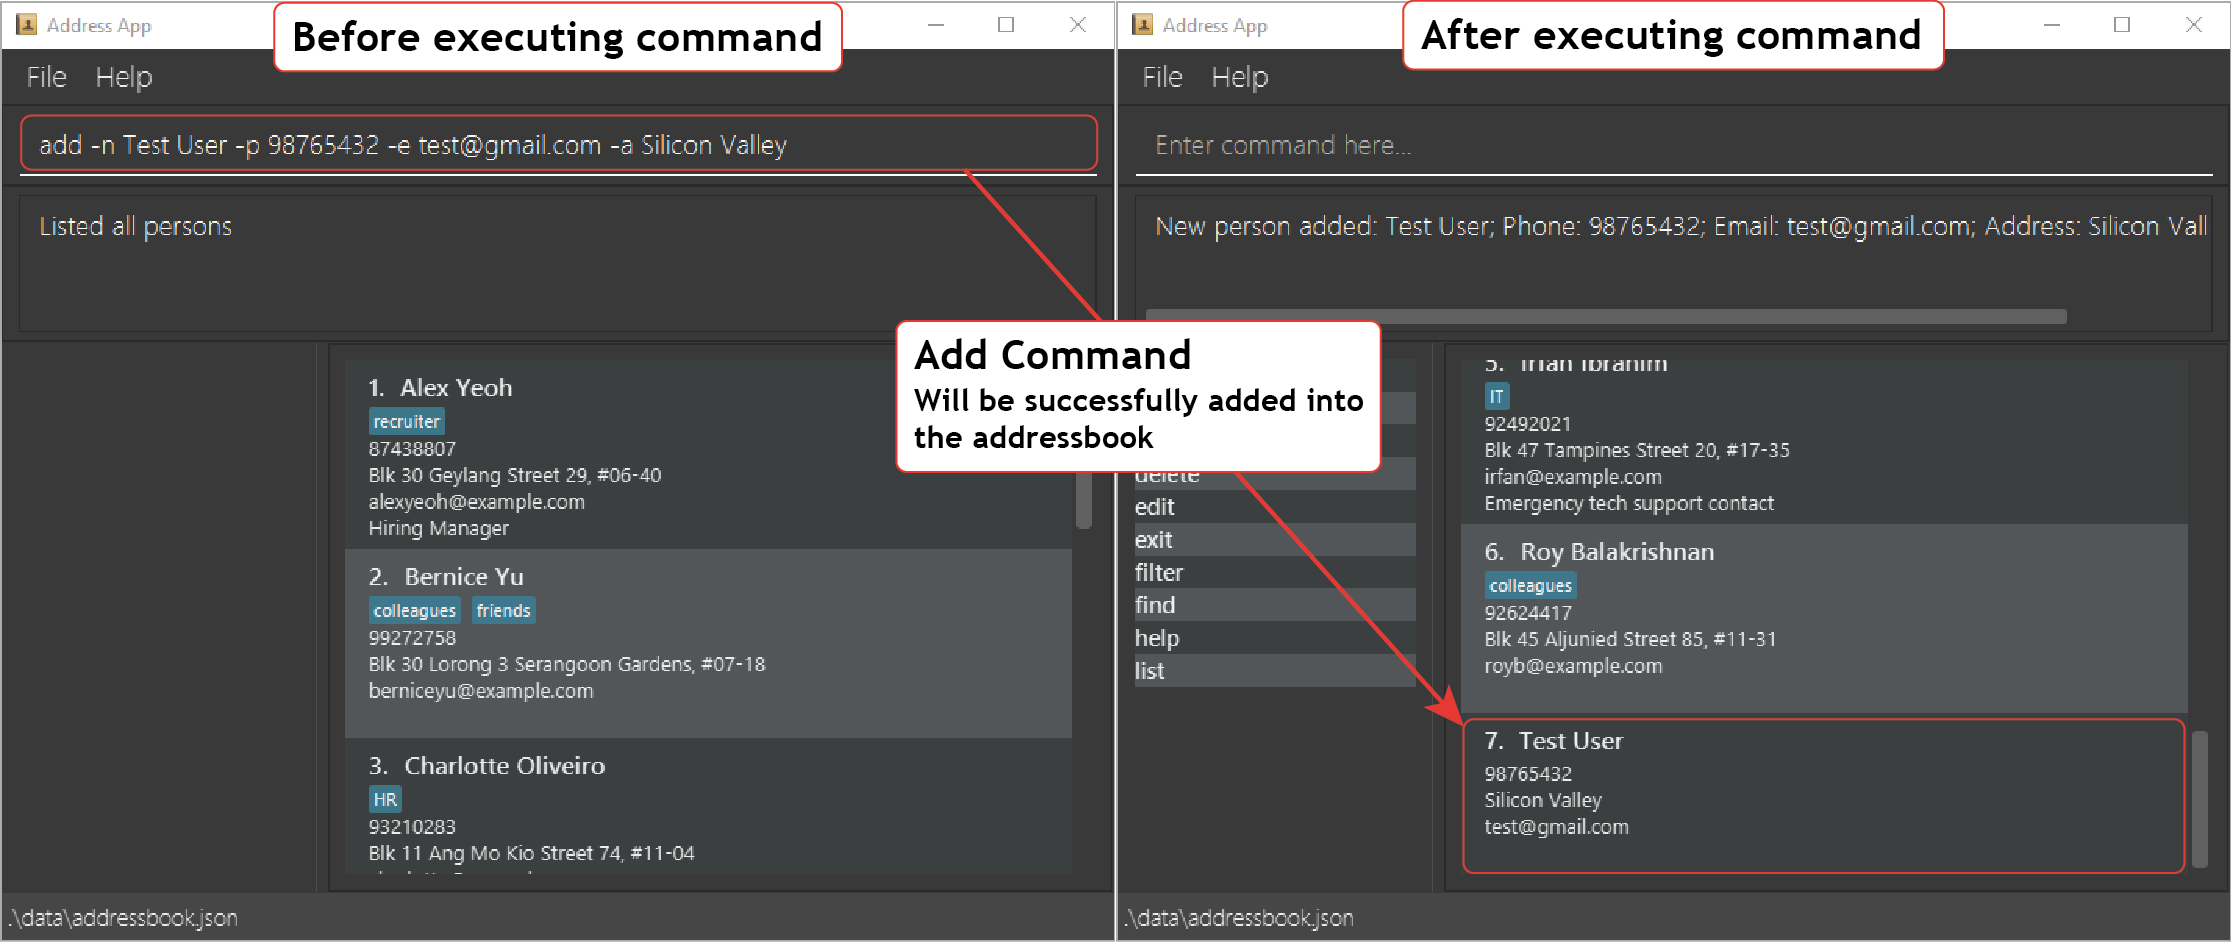 Address App
Before executing command
File Help
add -n Test User -p 98765432 -e test@gmail.com -a Silicon Valley
Listed all persons
1. Alex Yeoh
recruiter
87438807
Blk 30 Geylang Street 29, #06-40
alexyeoh@example.com
Hiring Manager
2. Bernice Yu
colleagues friends
99272758
Blk 30 Lorong 3 Serangoon Gardens, #07-18
berniceyu@example.com
3. Charlotte Oliveiro
HR
93210283
Blk 11 Ang Mo Kio Street 74, #11-04
.\data\addressbook.json
Add Command
Will be successfully added into
the addressbook
Address App
After executing command
File Help
Enter command here...
New person added: Test User; Phone: 98765432; Email: test@gmail.com; Address: Silicon Vall
delete
edit
exit
filter
find
help
list
5. Irfan Ibrahim
IT
92492021
Blk 47 Tampines Street 20, #17-35
irfan@example.com
Emergency tech support contact
6. Roy Balakrishnan
colleagues
92624417
Blk 45 Aljunied Street 85, #11-31
royb@example.com
7. Test User
98765432
Silicon Valley
test@gmail.com
.\data\addressbook.json